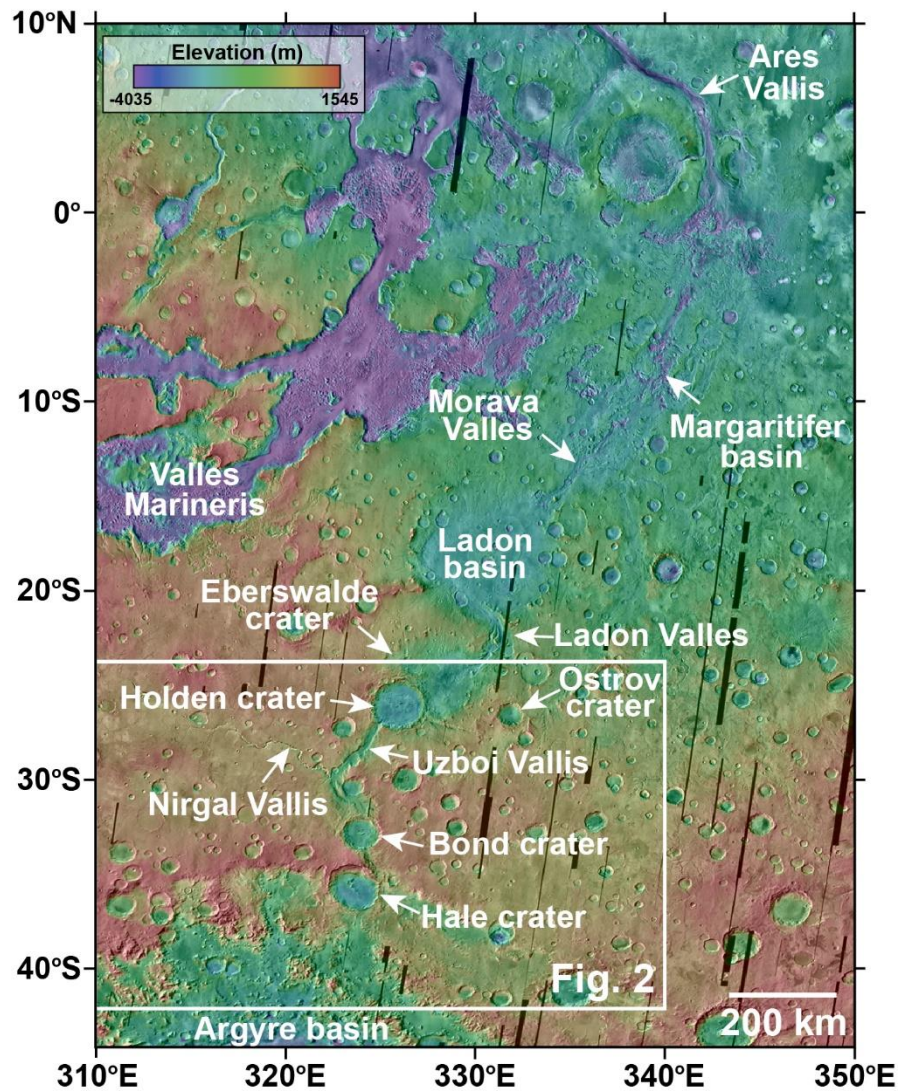 10°N
Elevation (m)
-4035
1545
Ares
Vallis
0°
10°S
Morava
Valles
Margaritifer
basin
Valles
Marineris
Ladon
basin
20°S
Eberswalde
crater
Ladon Valles
Holden crater
Ostrov
crater
Uzboi Vallis
30°S
Nirgal Vallis
Bond crater
Hale crater
40°S
Fig. 2
200 km
Argyre basin
310°E
320°E
330°E
340°E
350°E